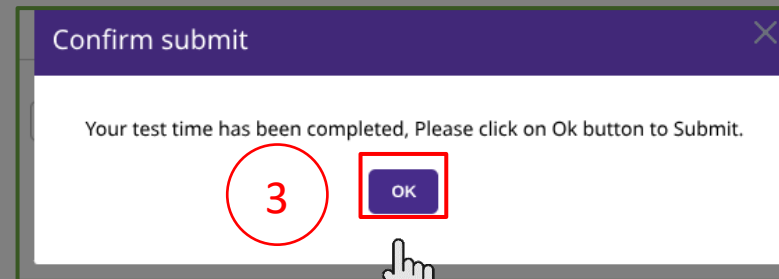 Confirm submit
Your test time has been completed, Please click on Ok button to Submit.
3
OK